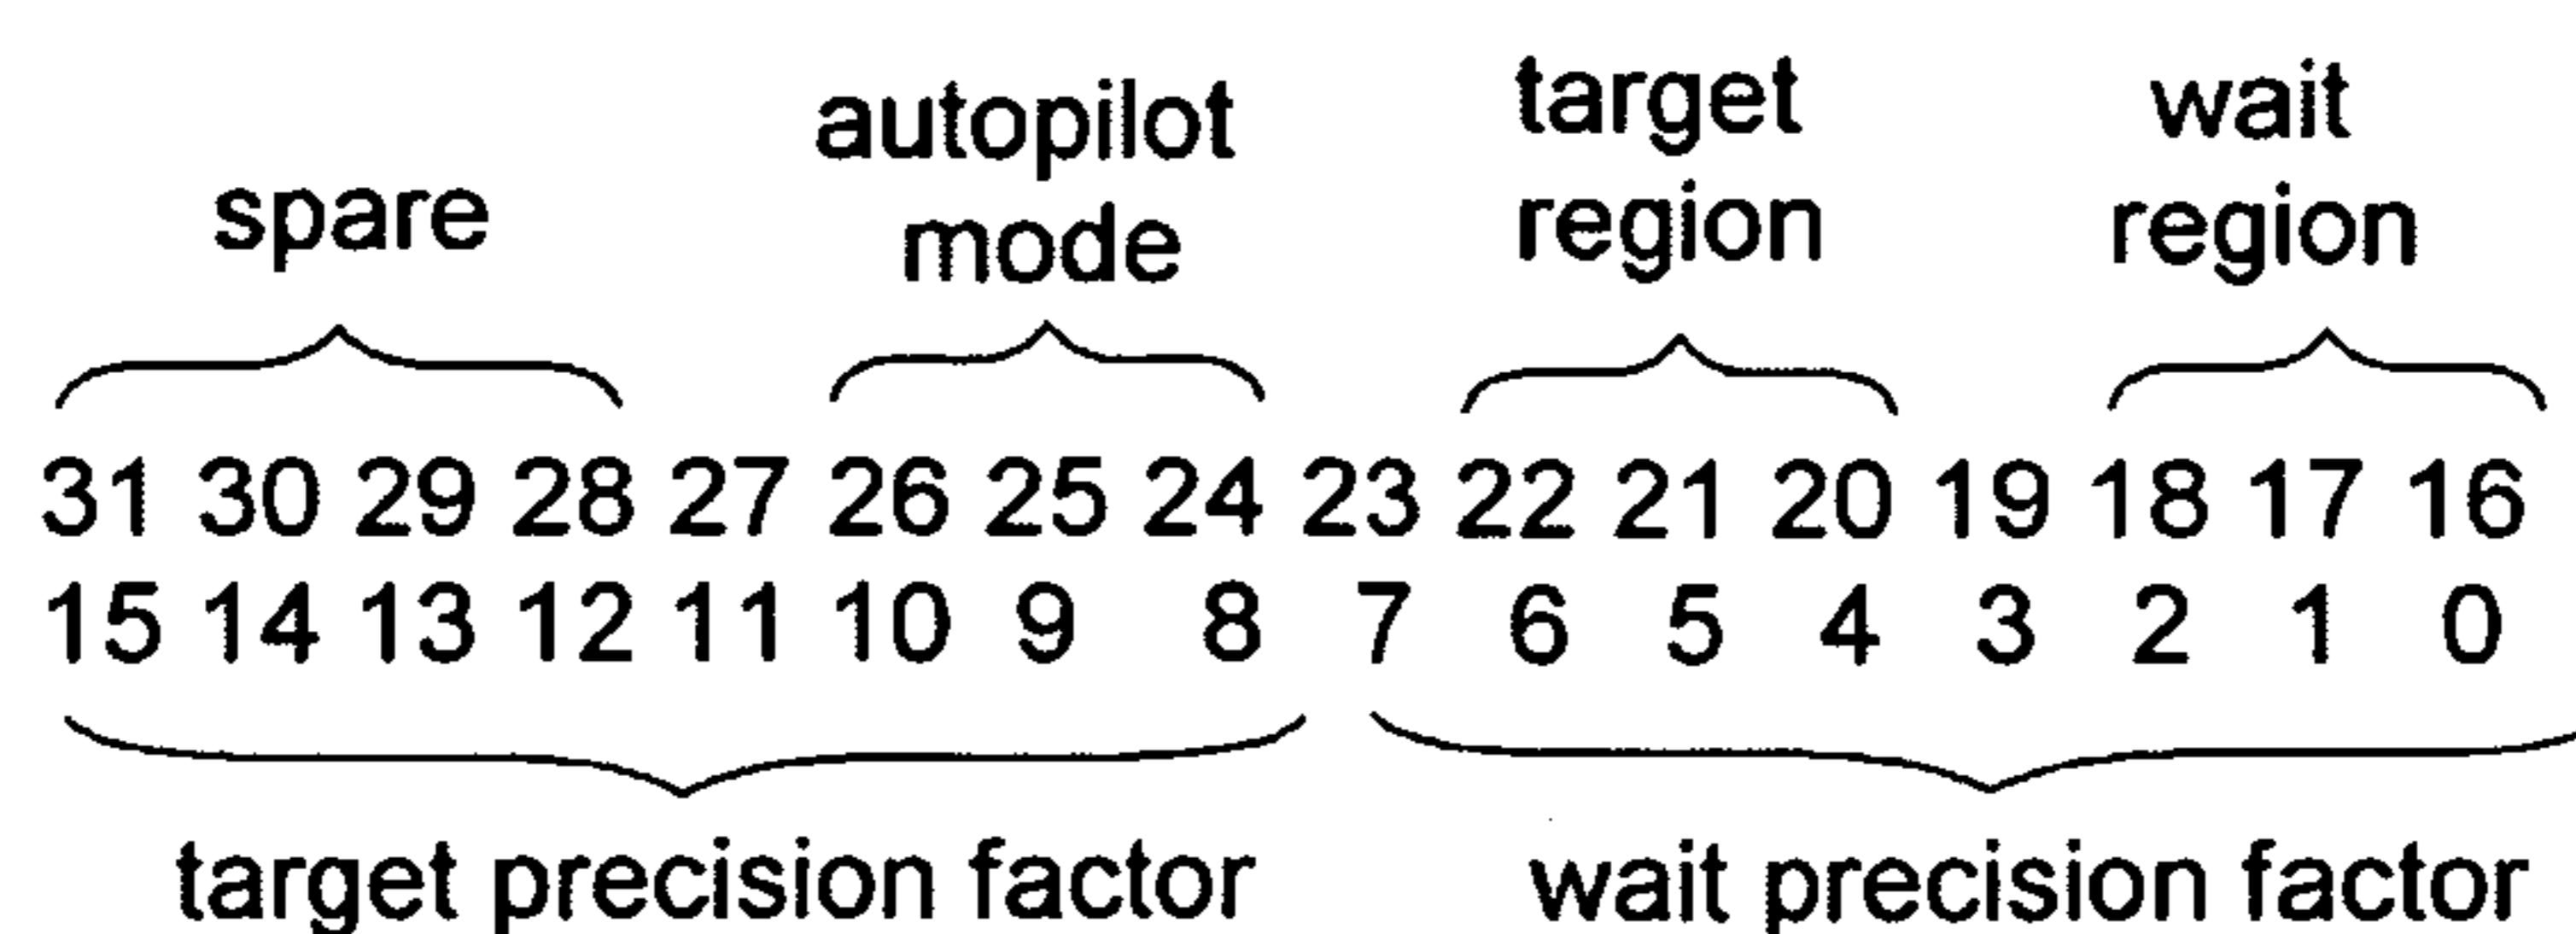 spare
autopilot
mode
target
region
wait
region
31 30 29 28 27 26 25 24 23 22 21 20 19 18 17 16
15 14 13 12 11 10 9 8 7 6 5 4 3 2 1 0
target precision factor
wait precision factor